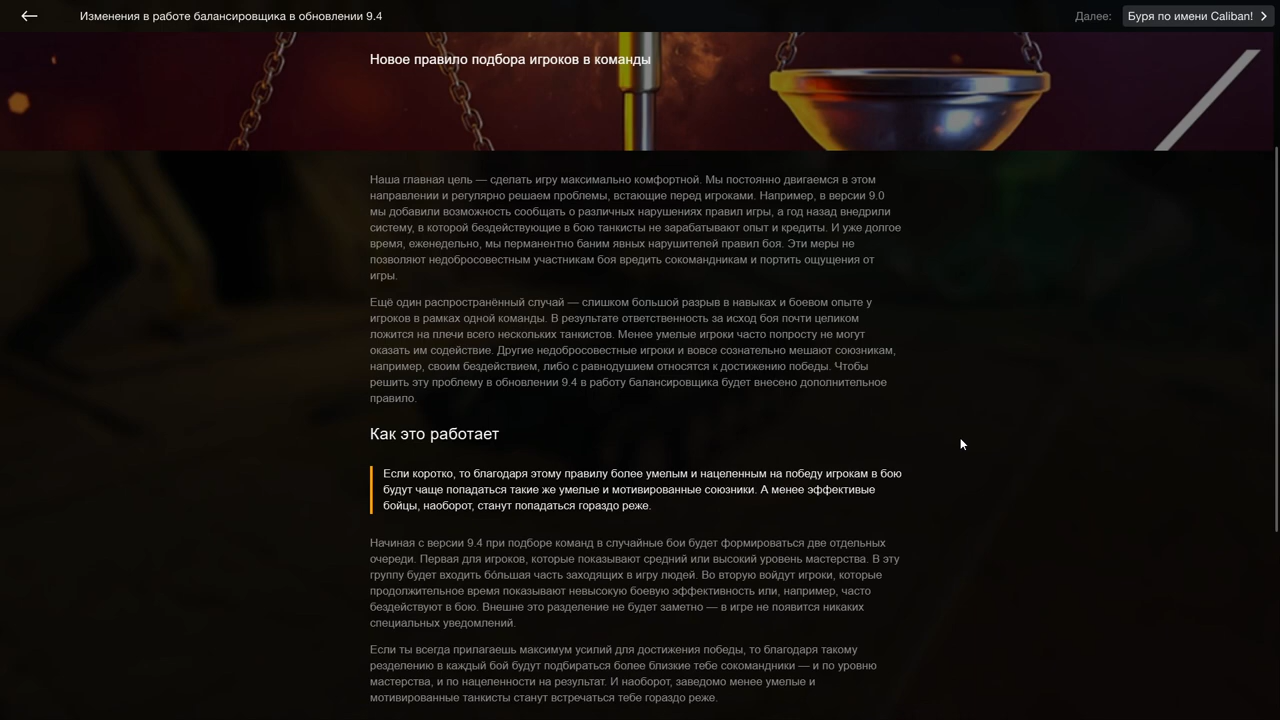 Изменения в работе балансировщика в обновлении 9.4
Далее: Буря по имени Caliban!
Новое правило подбора игроков в команды
Наша главная цель — сделать игру максимально комфортной. Мы постоянно двигаемся в этом
направлении и регулярно решаем проблемы, встающие перед игроками. Например, в версии 9.0
мы добавили возможность сообщать о различных нарушениях правил игры, а год назад внедрили
систему, в которой бездействующие в бою танкисты не зарабатывают опыт и кредиты. И уже долгое
время, еженедельно, мы перманентно баним явных нарушителей правил боя. Эти меры не
позволяют недобросовестным участникам боя вредить сокомандникам и портить ощущения от
игры.
Ещё один распространённый случай — слишком большой разрыв в навыках и боевом опыте у
игроков в рамках одной команды. В результате ответственность за исход боя почти целиком
ложится на плечи всего нескольких танкистов. Менее умелые игроки часто попросту не могут
оказать им содействие. Другие недобросовестные игроки и вовсе сознательно мешают союзникам,
например, своим бездействием, либо с равнодушием относятся к достижению победы. Чтобы
решить эту проблему в обновлении 9.4 в работу балансировщика будет внесено дополнительное
правило.
Как это работает
Если коротко, то благодаря этому правилу более умелым и нацеленным на победу игрокам в бою
будут чаще попадаться такие же умелые и мотивированные союзники. А менее эффективые
бойцы, наоборот, станут попадаться гораздо реже.
Начиная с версии 9.4 при подборе команд в случайные бои будет формироваться две отдельных
очереди. Первая для игроков, которые показывают средний или высокий уровень мастерства. В эту
группу будет входить бо́льшая часть заходящих в игру людей. Во вторую войдут игроки, которые
продолжительное время показывают невысокую боевую эффективность или, например, часто
бездействуют в бою. Внешне это разделение не будет заметно — в игре не появится никаких
специальных уведомлений.
Если ты всегда прилагаешь максимум усилий для достижения победы, то благодаря такому
резделению в каждый бой будут подбираться более близкие тебе сокомандники — и по уровню
мастерства, и по нацеленности на результат. И наоборот, заведомо менее умелые и
мотивированные танкисты станут встречаться тебе гораздо реже.